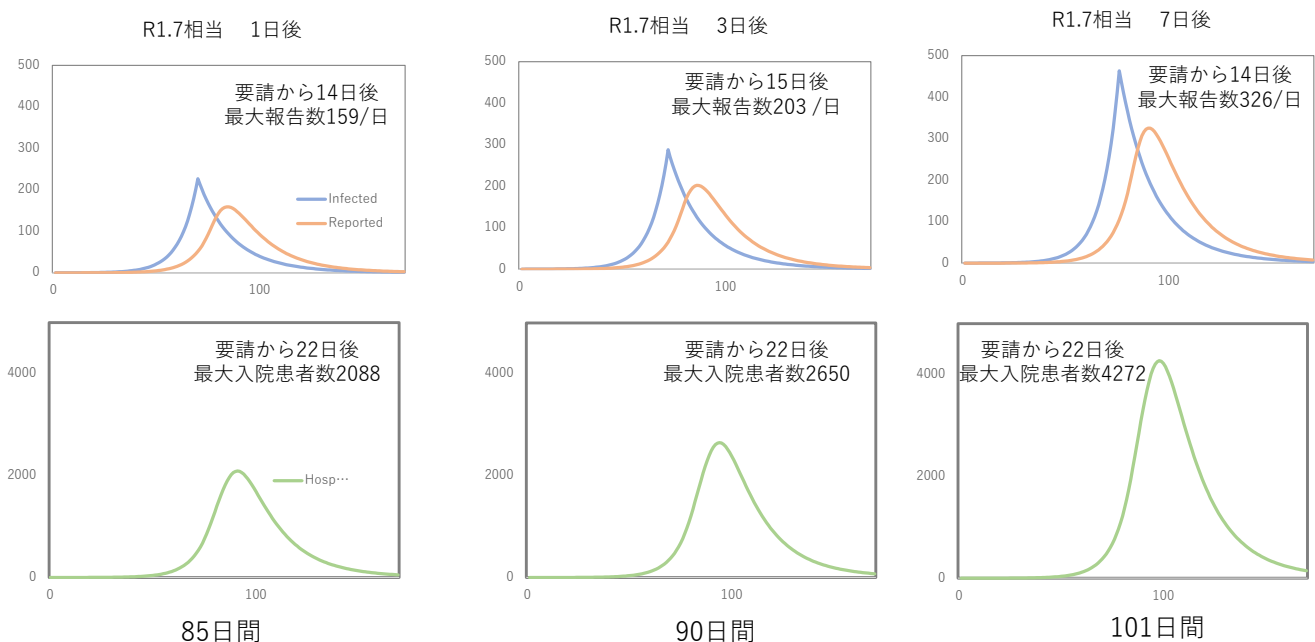 R1.7相当 1日後
500
400
300
200
100
0
0
100
要請から14日後
最大報告数159/日
Infected
Reported
R1.7相当 3日後
500
400
300
200
100
0
0
100
要請から15日後
最大報告数203 /日
R1.7相当 7日後
500
400
300
200
100
0
0
100
要請から14日後
最大報告数326/日
4000
2000
0
0
100
要請から22日後
最大入院患者数2088
Hosp…
85日間
4000
2000
0
0
100
要請から22日後
最大入院患者数2650
90日間
4000
2000
0
0
100
要請から22日後
最大入院患者数4272
101日間